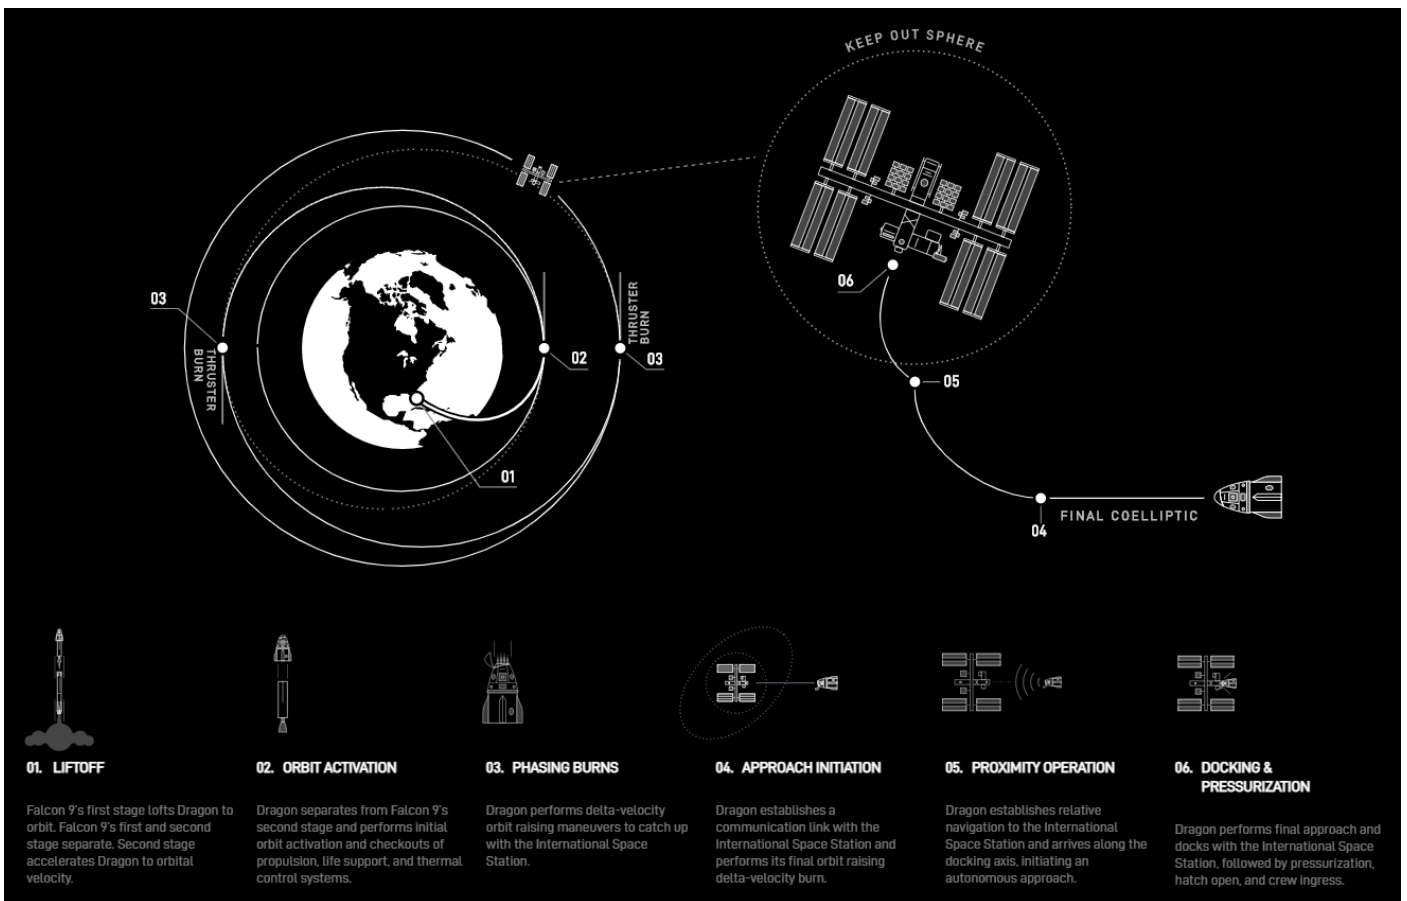 KEEP OUT SPHERE
03
THRUSTER
BURN
02
THRUSTER
BURN
03
01
06
05
04
FINAL COELLIPTIC
01. LIFTOFF
Falcon 9's first stage lofts Dragon to
orbit. Falcon 9's first and second
stage separate. Second stage
accelerates Dragon to orbital
velocity.
02. ORBIT ACTIVATION
Dragon separates from Falcon 9's
second stage and performs initial
orbit activation and checkouts of
propulsion, life support, and thermal
control systems.
03. PHASING BURNS
Dragon performs delta-velocity
orbit raising maneuvers to catch up
with the International Space
Station.
04. APPROACH INITIATION
Dragon establishes a
communication link with the
International Space Station and
performs its final orbit raising
delta-velocity burn.
05. PROXIMITY OPERATION
Dragon establishes relative
navigation to the International
Space Station and arrives along the
docking axis, initiating an
autonomous approach.
06. DOCKING &
PRESSURIZATION
Dragon performs final approach and
docks with the International Space
Station, followed by pressurization,
hatch open, and crew ingress.